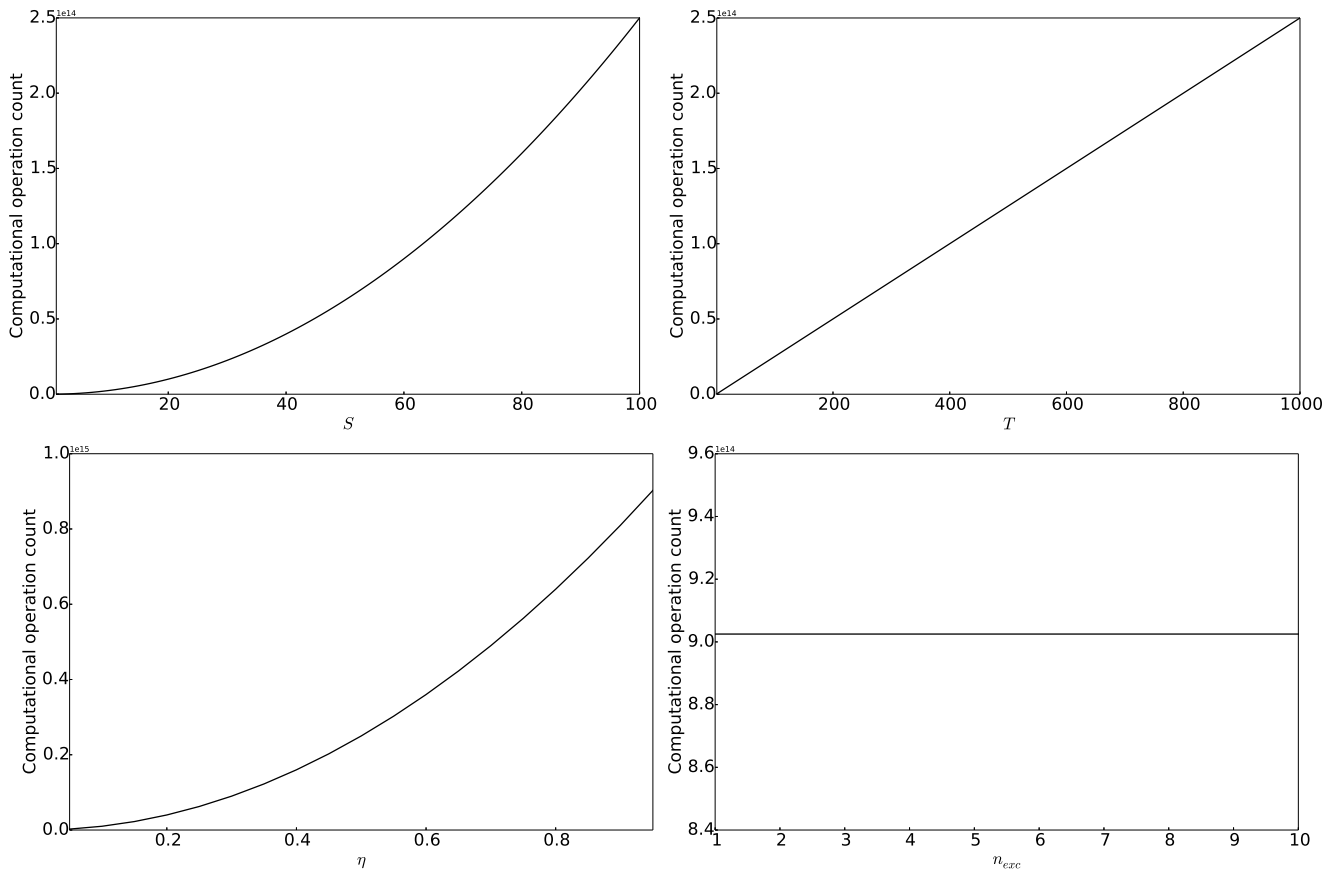 1e14
2.5
2.0
1.5
1.0
0.5
0.0
Computational operation count
20 40 60 80 100
S
1e14
2.5
2.0
1.5
1.0
0.5
0.0
Computational operation count
200 400 600 800 1000
T
1e15
1.0
0.8
0.6
0.4
0.2
0.0
Computational operation count
0.2 0.4 0.6 0.8
η
1e14
9.6
9.4
9.2
9.0
8.8
8.6
8.4
Computational operation count
1 2 3 4 5 6 7 8 9 10
n_exc